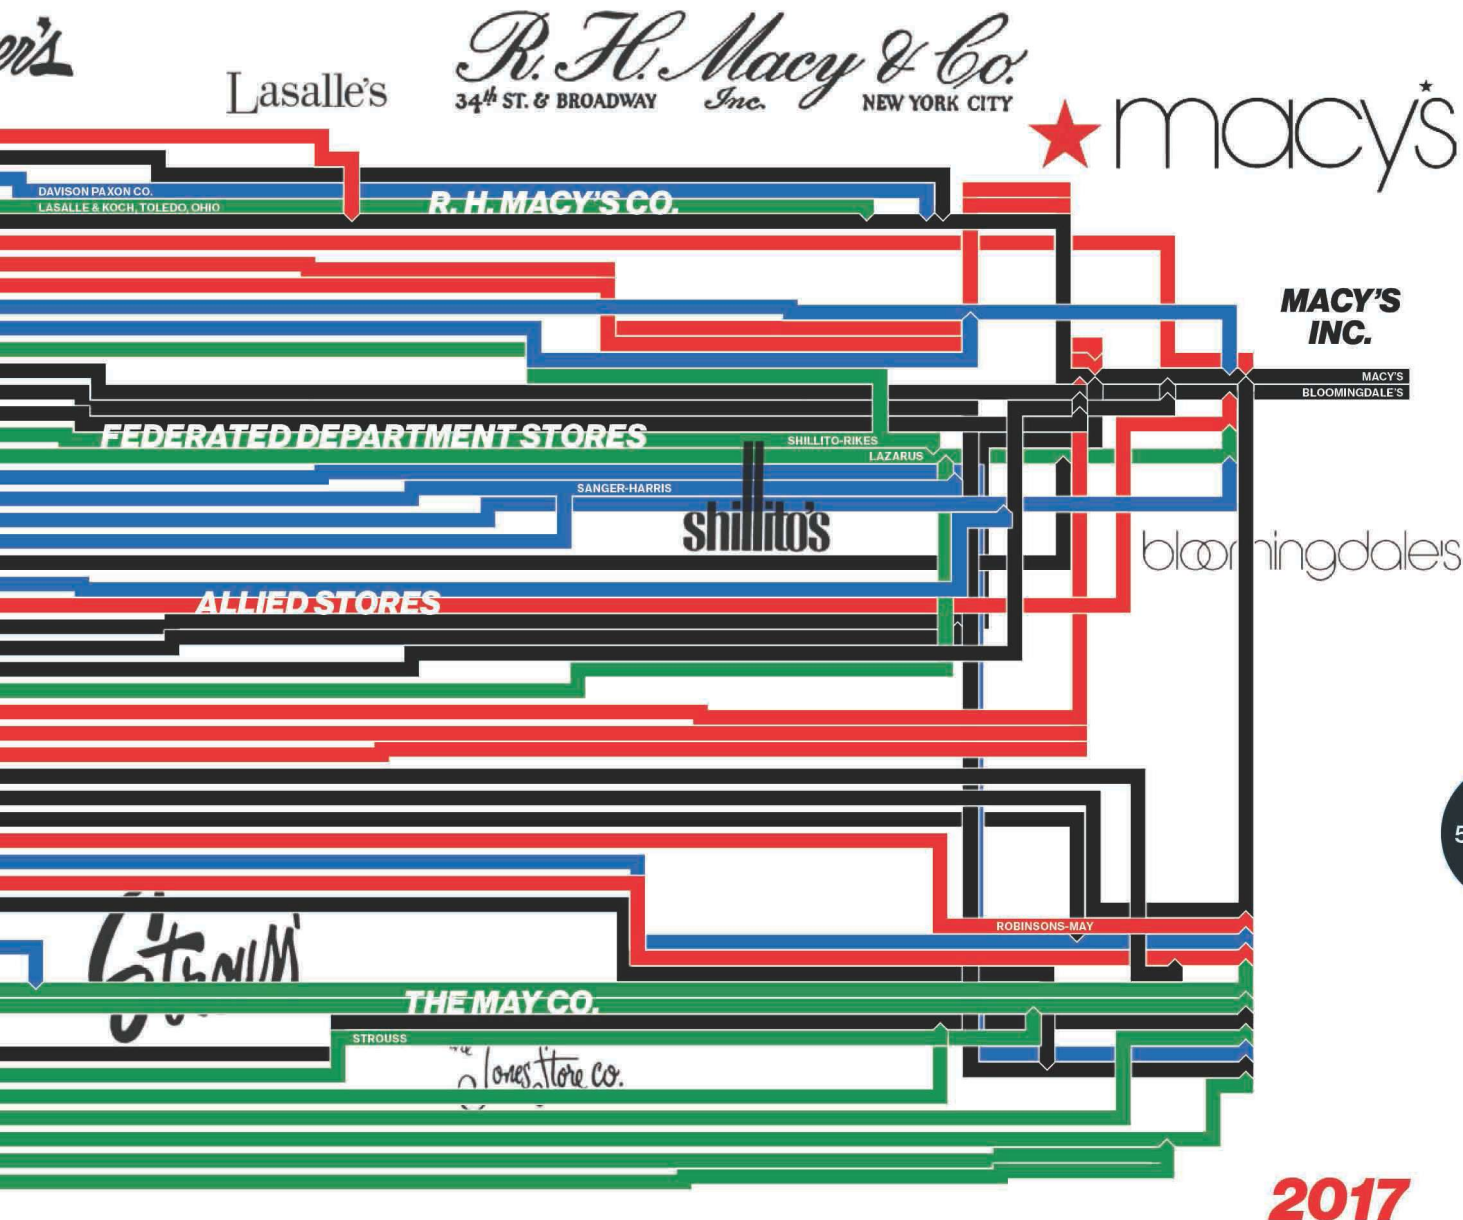 Lasalle's
R. H. Macy & Co.
34th ST. & BROADWAY Inc. NEW YORK CITY
macy's
DAVISON PAXON CO.
LASALLE & KOCH, TOLEDO, OHIO
R. H. MACY'S CO.
MACY'S
INC.
MACY'S
BLOOMINGDALE'S
FEDERATED DEPARTMENT STORES
SHILLITO-RIKES
LAZARUS
SANGER-HARRIS
shillito's
bloomingdale's
ALLIED STORES
5
ROBINSONS-MAY
THE MAY CO.
STROUSS
Jones Store Co.
2017